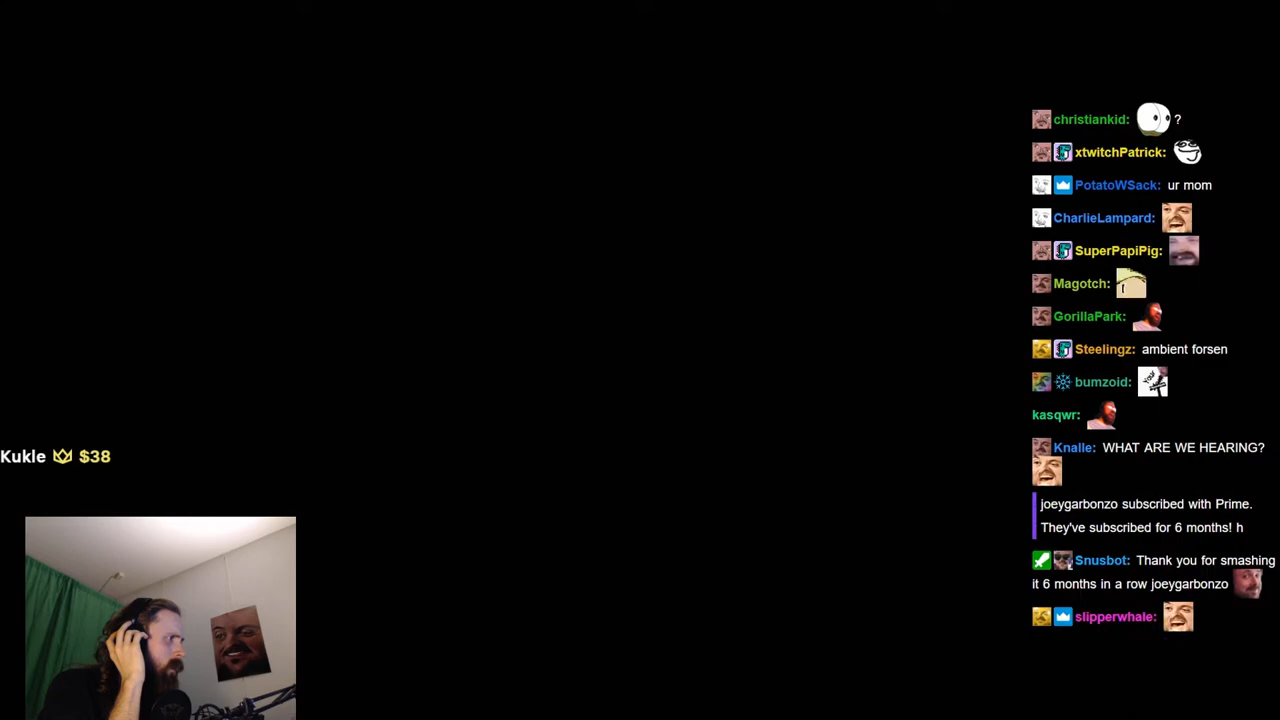 christiankid: ?
xtwitchPatrick:
PotatoWSack: ur mom
CharlieLampard:
SuperPapiPig:
Magotch:
GorillaPark:
Steelingz: ambient forsen
bumzoid:
kasqwr:
Knalle: WHAT ARE WE HEARING?
joeygarbonzo subscribed with Prime.
They've subscribed for 6 months! h
Snusbot: Thank you for smashing
it 6 months in a row joeygarbonzo
slipperwhale:
Kukle $38